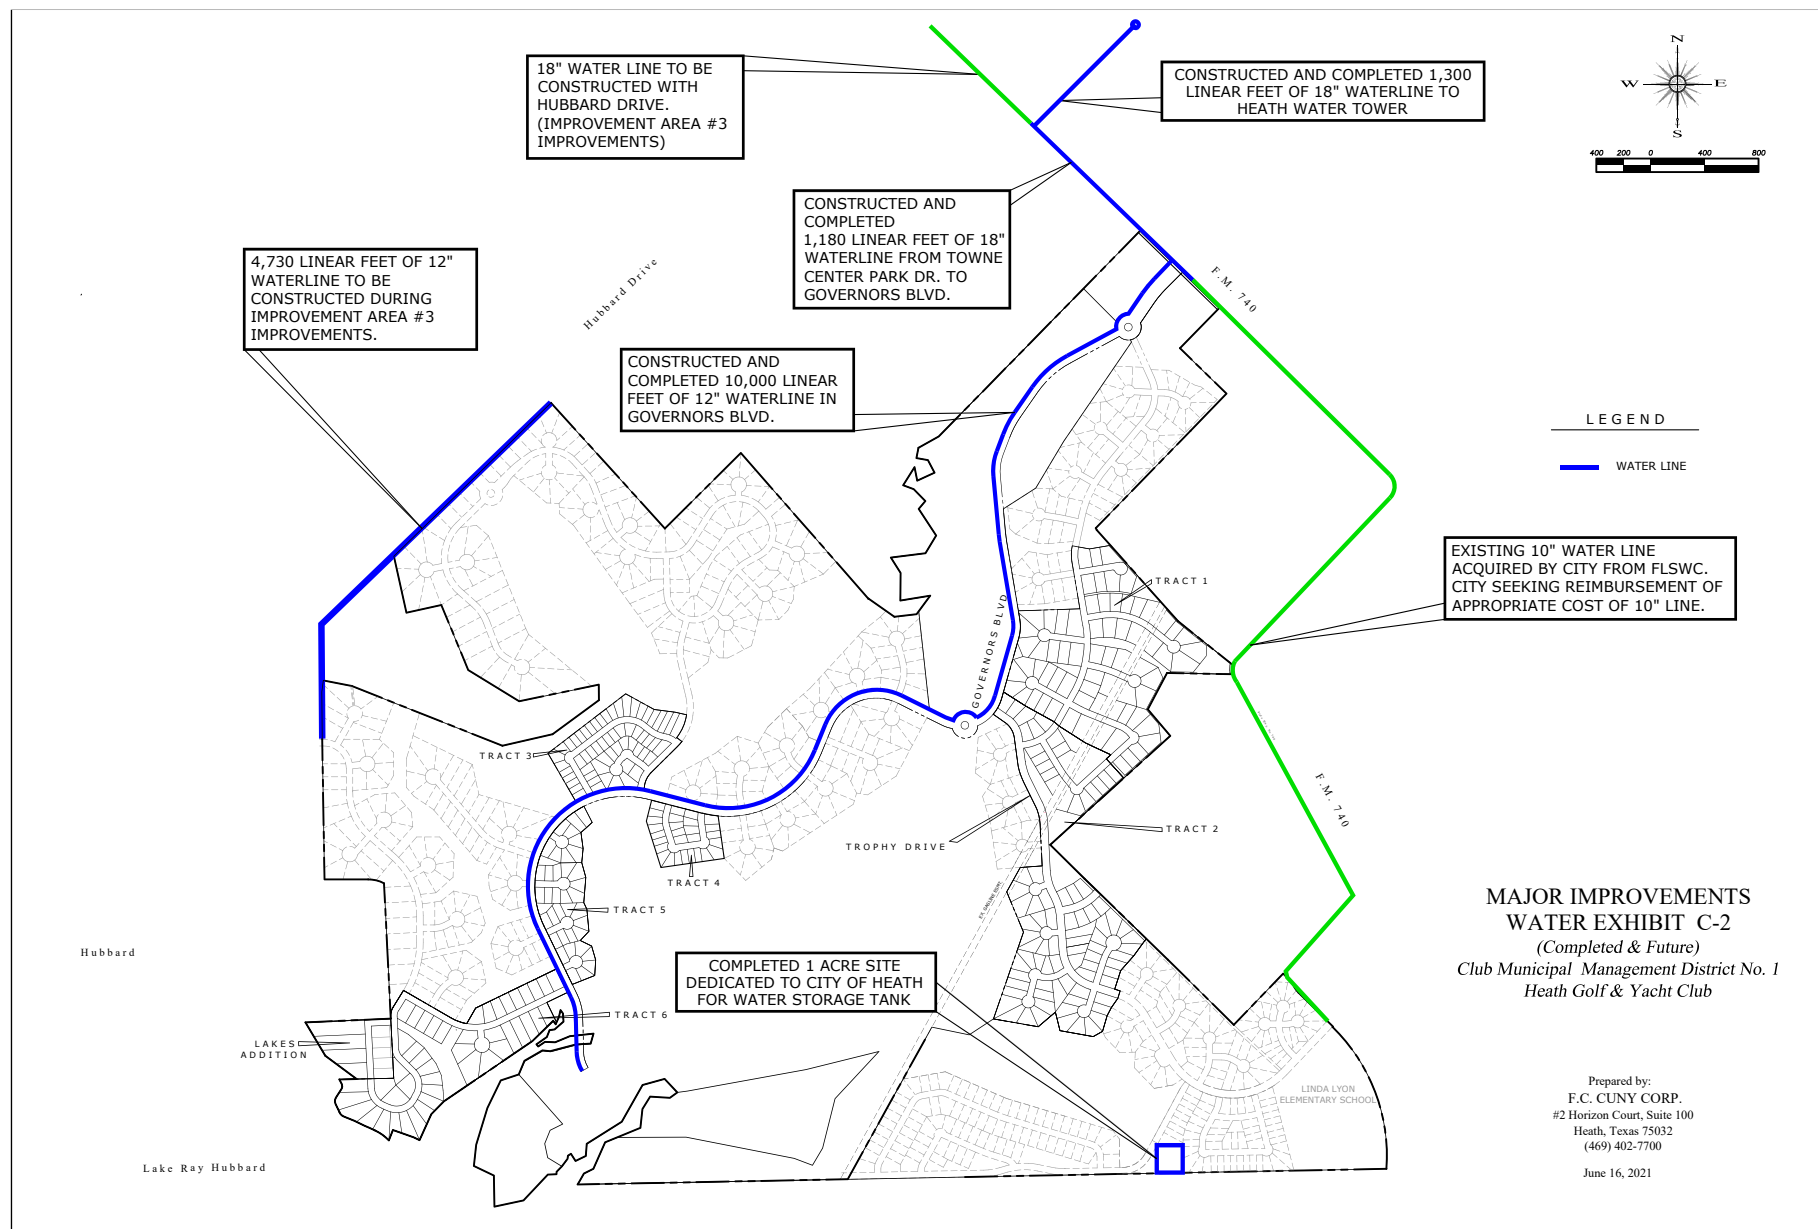 18" WATER LINE TO BE
CONSTRUCTED WITH
HUBBARD DRIVE.
(IMPROVEMENT AREA #3
IMPROVEMENTS)
CONSTRUCTED AND COMPLETED 1,300
LINEAR FEET OF 18" WATERLINE TO
HEATH WATER TOWER
N
W E
S
400 200 0 400 800
CONSTRUCTED AND
COMPLETED
1,180 LINEAR FEET OF 18"
WATERLINE FROM TOWNE
CENTER PARK DR. TO
GOVERNORS BLVD.
4,730 LINEAR FEET OF 12"
WATERLINE TO BE
CONSTRUCTED DURING
IMPROVEMENT AREA #3
IMPROVEMENTS.
Hubbard Drive
F.M. 740
CONSTRUCTED AND
COMPLETED 10,000 LINEAR
FEET OF 12" WATERLINE IN
GOVERNORS BLVD.
LEGEND
WATER LINE
EXISTING 10" WATER LINE
ACQUIRED BY CITY FROM FLSWC.
CITY SEEKING REIMBURSEMENT OF
APPROPRIATE COST OF 10" LINE.
TRACT 1
GOVERNORS BLVD
TRACT 3
F.M. 740
TRACT 2
TROPHY DRIVE
TRACT 4
TRACT 5
Hubbard
COMPLETED 1 ACRE SITE
DEDICATED TO CITY OF HEATH
FOR WATER STORAGE TANK
TRACT 6
LAKES
ADDITION
LINDA LYON
ELEMENTARY SCHOOL
Lake Ray Hubbard
MAJOR IMPROVEMENTS
WATER EXHIBIT C-2
(Completed & Future)
Club Municipal Management District No. 1
Heath Golf & Yacht Club
Prepared by:
F.C. CUNY CORP.
#2 Horizon Court, Suite 100
Heath, Texas 75032
(469) 402-7700
June 16, 2021